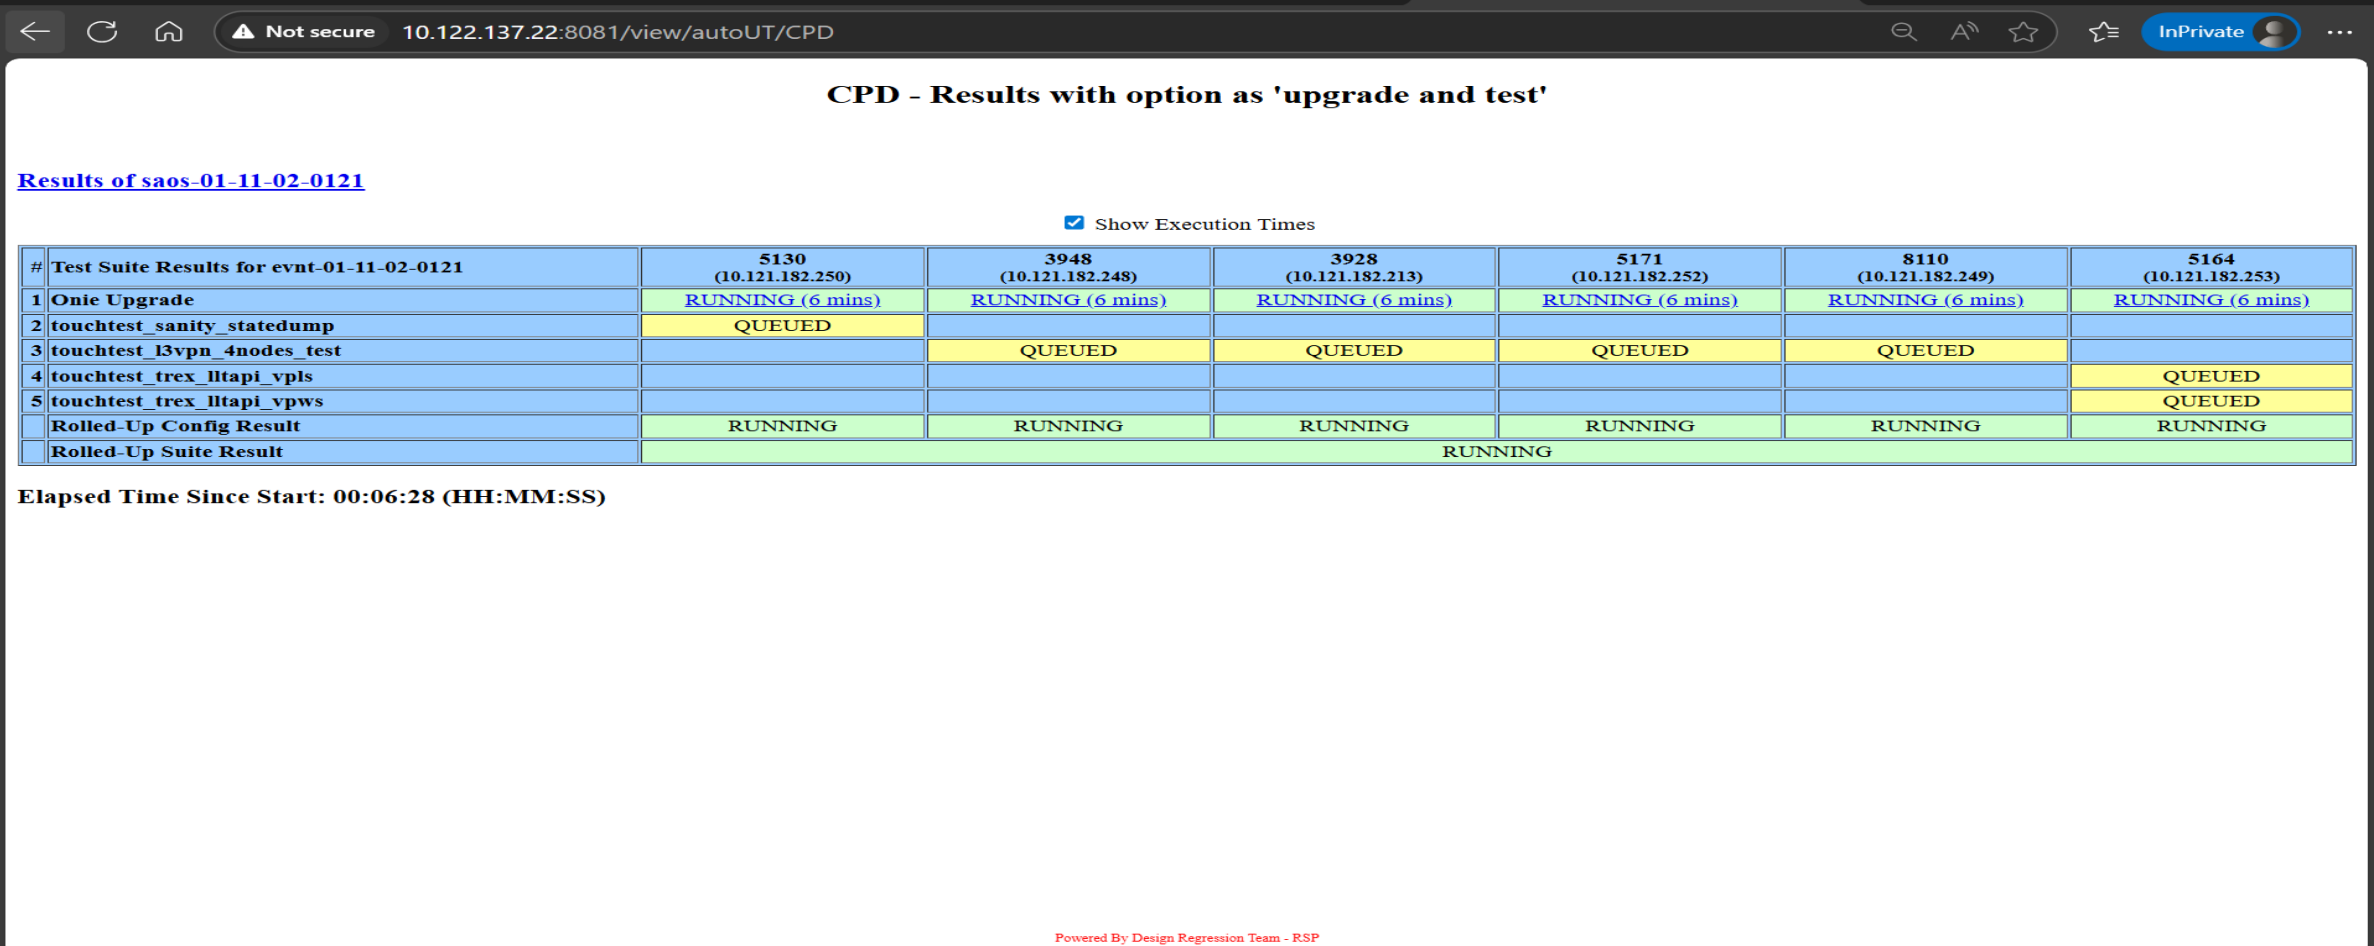 Not secure 10.122.137.22:8081/view/autoUT/CPD InPrivate
CPD - Results with option as 'upgrade and test'
Results of saos-01-11-02-0121
Show Execution Times
# Test Suite Results for evnt-01-11-02-0121 5130 (10.121.182.250) 3948 (10.121.182.248) 3928 (10.121.182.213) 5171 (10.121.182.252) 8110 (10.121.182.249) 5164 (10.121.182.253)
1 Onie Upgrade RUNNING (6 mins) RUNNING (6 mins) RUNNING (6 mins) RUNNING (6 mins) RUNNING (6 mins) RUNNING (6 mins)
2 touchtest_sanity_statedump QUEUED
3 touchtest_l3vpn_4nodes_test QUEUED QUEUED QUEUED QUEUED
4 touchtest_trex_lltapi_vpls QUEUED
5 touchtest_trex_lltapi_vpws QUEUED
Rolled-Up Config Result RUNNING RUNNING RUNNING RUNNING RUNNING RUNNING
Rolled-Up Suite Result RUNNING
Elapsed Time Since Start: 00:06:28 (HH:MM:SS)
Powered By Design Regression Team - RSP